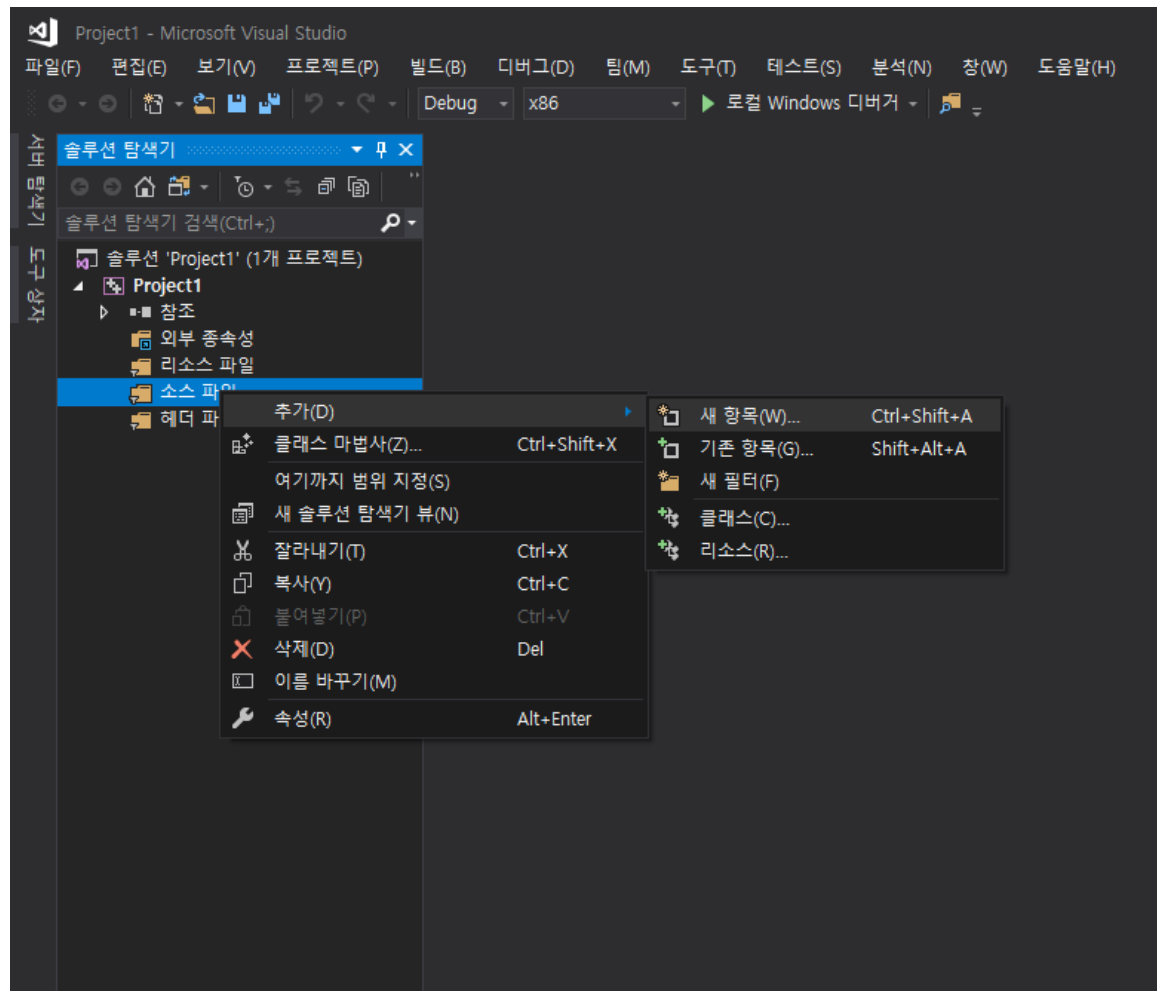 Project1 - Microsoft Visual Studio
파일(F) 편집(E) 보기(V) 프로젝트(P) 빌드(B) 디버그(D) 팀(M) 도구(T) 테스트(S) 분석(N) 창(W) 도움말(H)
Debug x86 로컬 Windows 디버거
서버 탐색기
도구 상자
솔루션 탐색기
솔루션 탐색기 검색(Ctrl+;)
솔루션 'Project1' (1개 프로젝트)
Project1
참조
외부 종속성
리소스 파일
소스 파일
헤더 파
추가(D)
클래스 마법사(Z)... Ctrl+Shift+X
여기까지 범위 지정(S)
새 솔루션 탐색기 뷰(N)
잘라내기(T) Ctrl+X
복사(Y) Ctrl+C
붙여넣기(P) Ctrl+V
삭제(D) Del
이름 바꾸기(M)
속성(R) Alt+Enter
새 항목(W)... Ctrl+Shift+A
기존 항목(G)... Shift+Alt+A
새 필터(F)
클래스(C)...
리소스(R)...